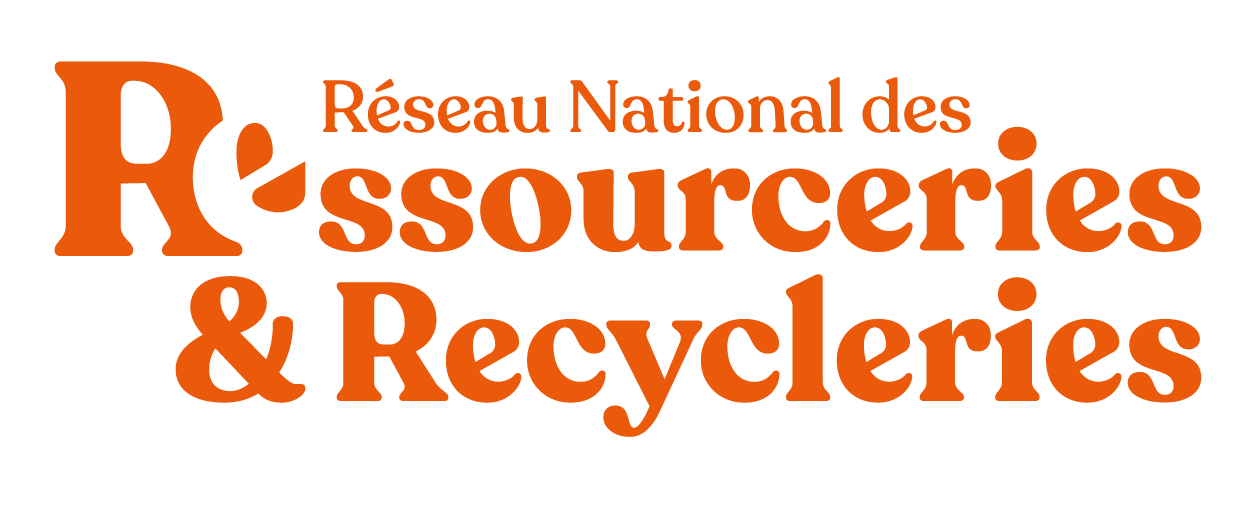 Réseau National des
Ressourceries
& Recycleries